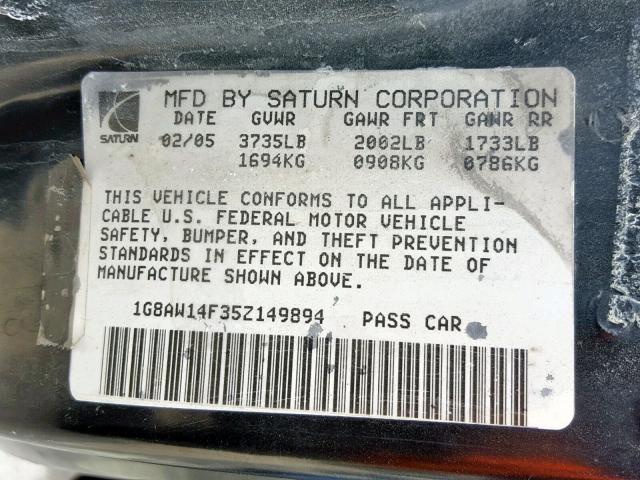 MFD BY SATURN CORPORATION
SATURN
DATE GVWR GAWR FRT GAWR RR
02/05 3735LB 2002LB 1733LB
1694KG 0908KG 0786KG
THIS VEHICLE CONFORMS TO ALL APPLI-
CABLE U.S. FEDERAL MOTOR VEHICLE
SAFETY, BUMPER, AND THEFT PREVENTION
STANDARDS IN EFFECT ON THE DATE OF
MANUFACTURE SHOWN ABOVE.
1G8AW14F35Z149894 PASS CAR